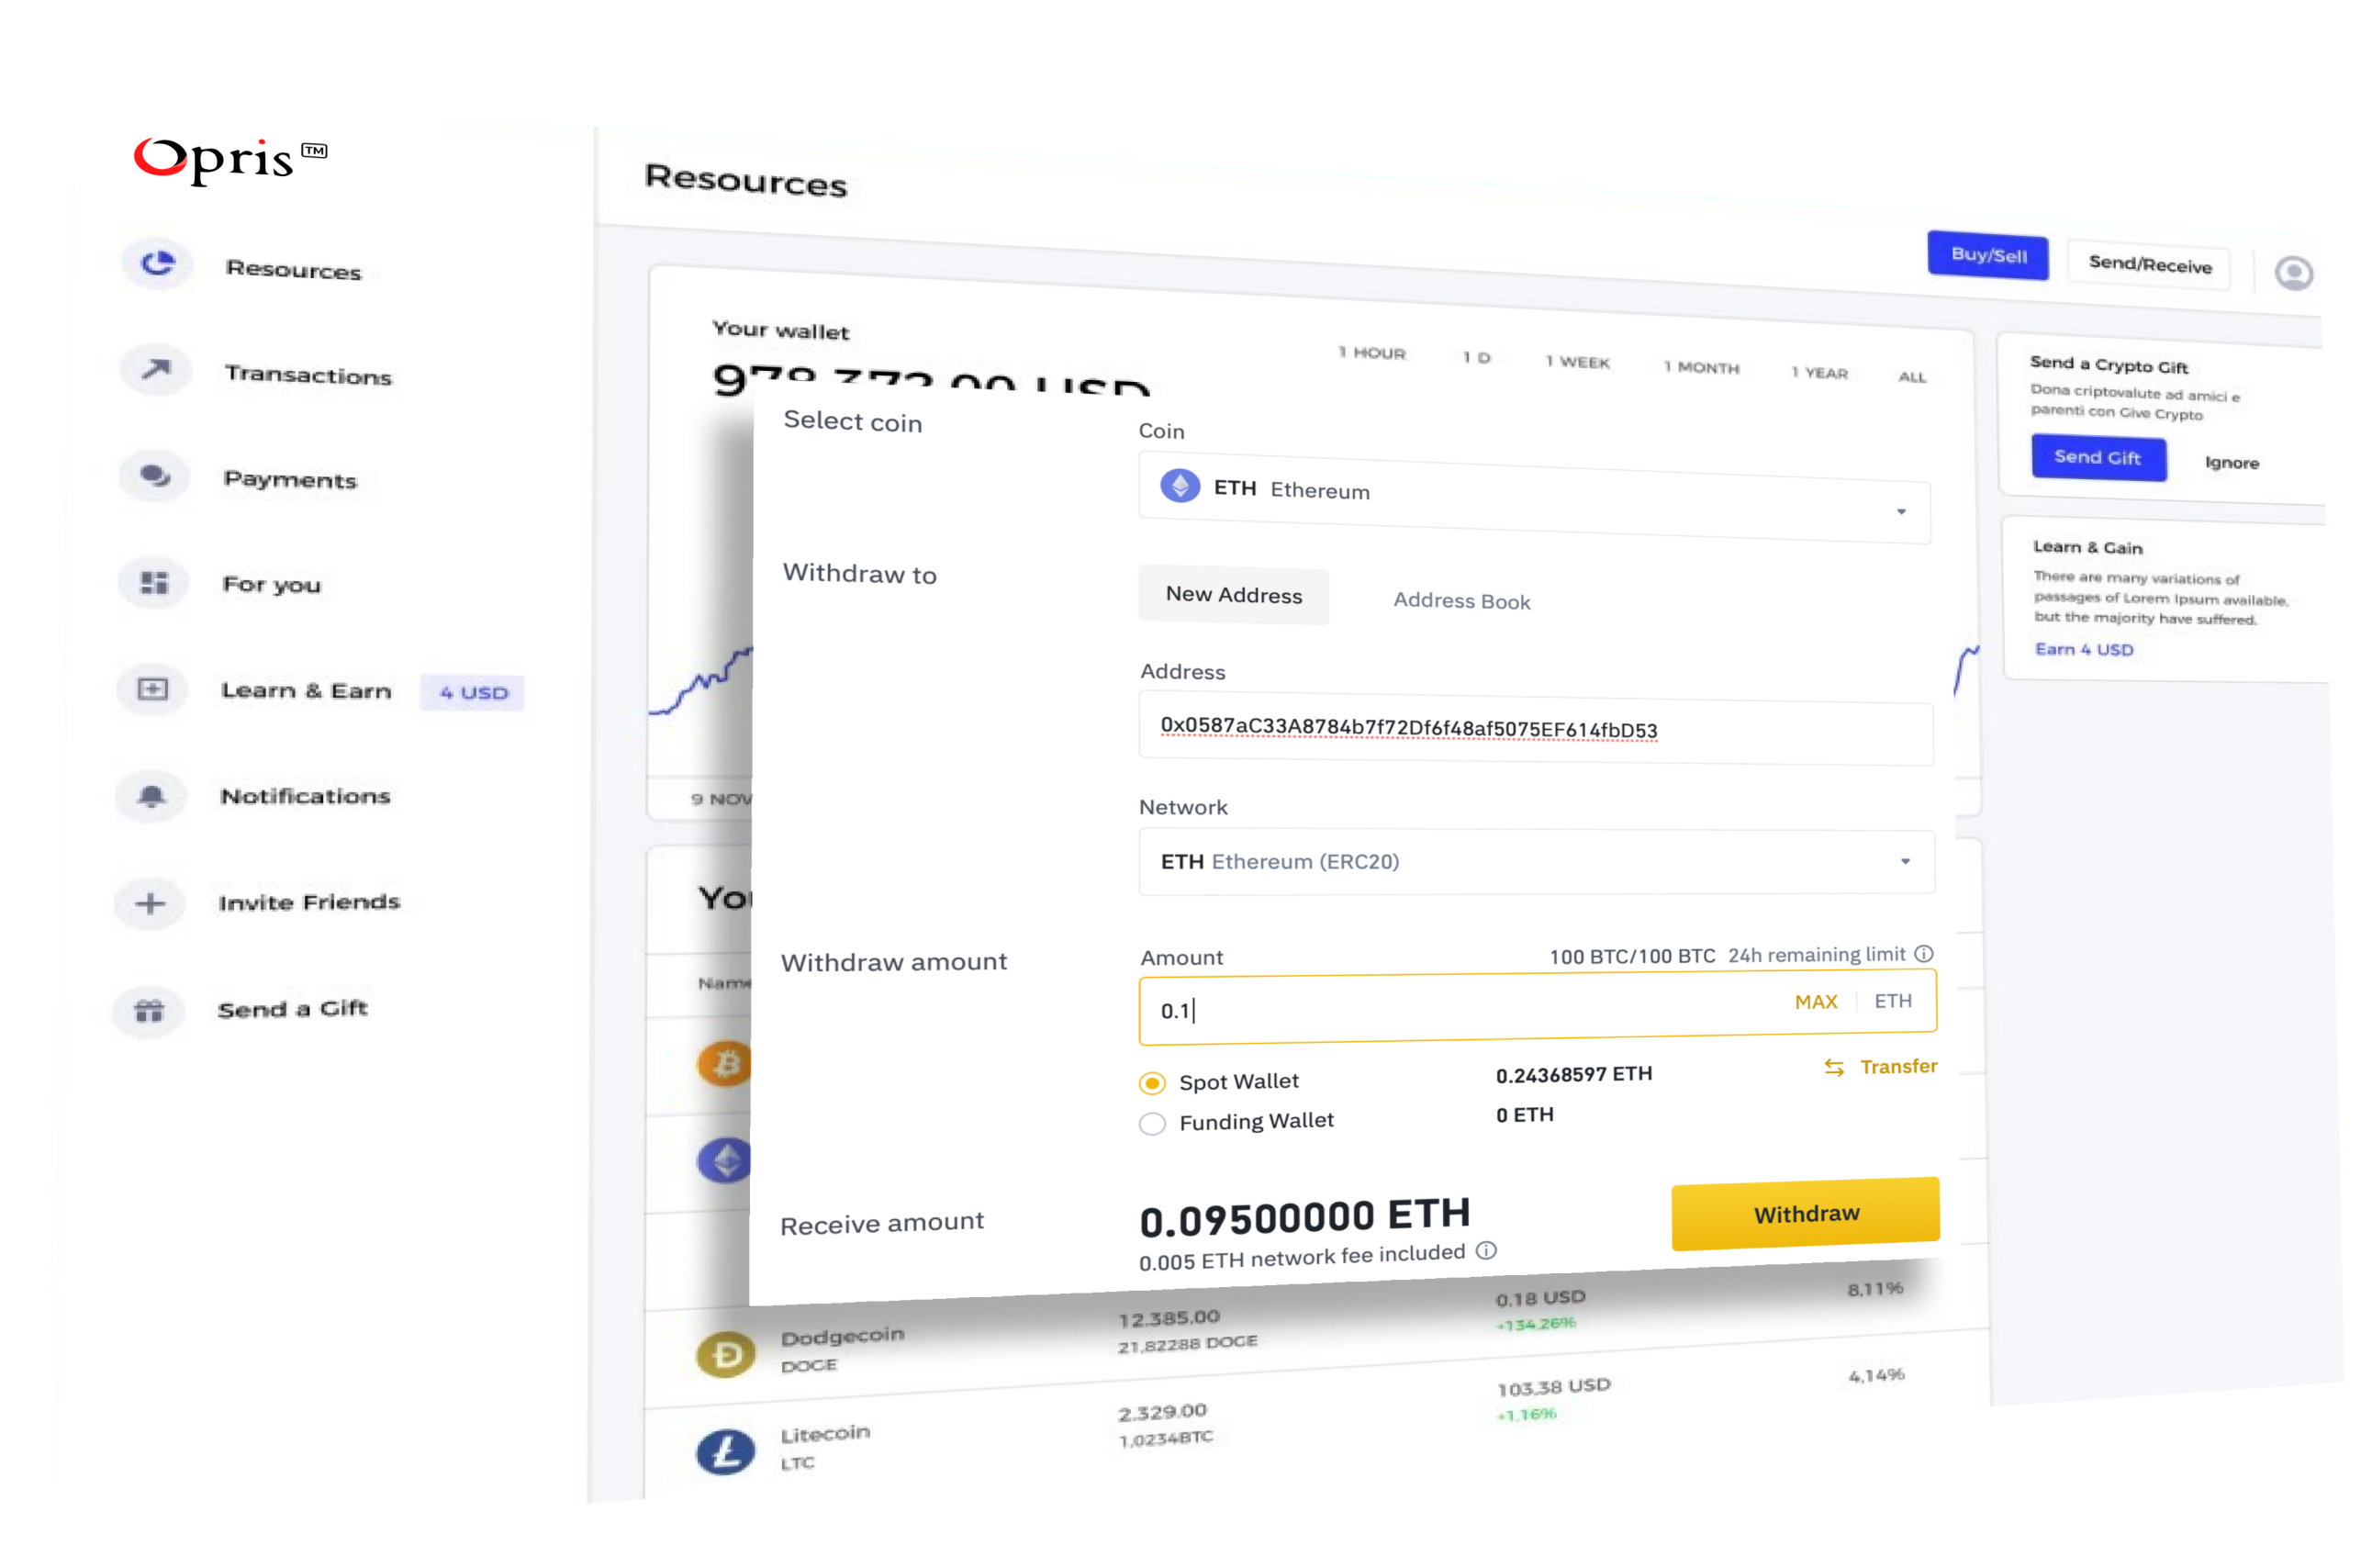 Opris™
Resources
Transactions
Payments
For you
Learn & Earn 4 USD
Notifications
Invite Friends
Send a Gift
Resources
Buy/Sell Send/Receive
Your wallet
1 HOUR 1 D 1 WEEK 1 MONTH 1 YEAR ALL
USD
9 NOV
Name
Select coin
Coin
ETH Ethereum
Withdraw to
New Address Address Book
Address
0x0587aC33A8784b7f72Df6f48af5075EF614fbD53
Network
ETH Ethereum (ERC20)
Withdraw amount
Amount 100 BTC/100 BTC 24h remaining limit
0.1 MAX ETH
Spot Wallet 0.24368597 ETH Transfer
Funding Wallet 0 ETH
Receive amount
0.09500000 ETH
0.005 ETH network fee included
Withdraw
Dodgecoin
DOGE
12.385.00
21,82288 DOGE
0.18 USD
+134.26%
8,11%
Litecoin
LTC
2.329.00
1,0234BTC
103,38 USD
+1,16%
4,14%
Send a Crypto Gift
Dona criptovalute ad amici e
parenti con Give Crypto
Send Gift Ignore
Learn & Gain
There are many variations of
passages of Lorem Ipsum available,
but the majority have suffered.
Earn 4 USD